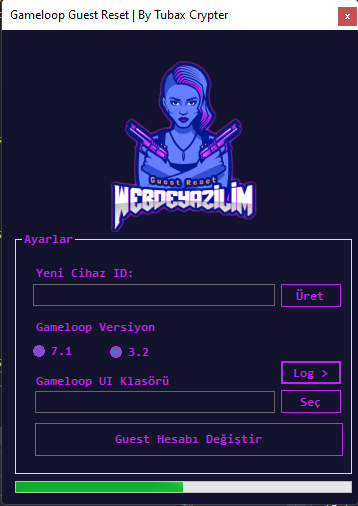 Gameloop Guest Reset | By Tubax Crypter
x
Guest Reset
WEBDEYAZILIM
Ayarlar
Yeni Cihaz ID:
Üret
Gameloop Versiyon
7.1
3.2
Log >
Gameloop UI Klasörü
Seç
Guest Hesabı Değiştir